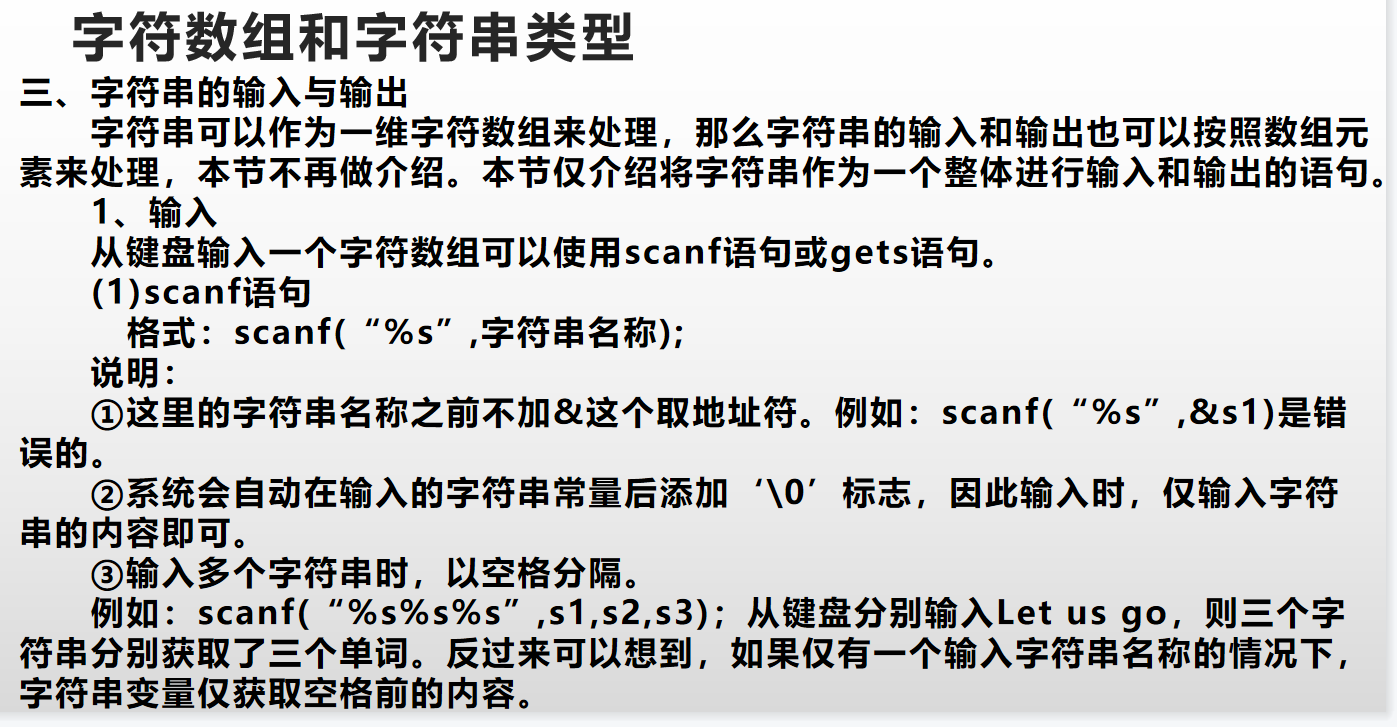 字符数组和字符串类型
三、字符串的输入与输出
字符串可以作为一维字符数组来处理，那么字符串的输入和输出也可以按照数组元
素来处理，本节不再做介绍。本节仅介绍将字符串作为一个整体进行输入和输出的语句。
1、输入
从键盘输入一个字符数组可以使用scanf语句或gets语句。
(1)scanf语句
格式：scanf(“%s”,字符串名称);
说明：
①这里的字符串名称之前不加&这个取地址符。例如：scanf(“%s”,&s1)是错
误的。
②系统会自动在输入的字符串常量后添加‘\0’标志，因此输入时，仅输入字符
串的内容即可。
③输入多个字符串时，以空格分隔。
例如：scanf(“%s%s%s”,s1,s2,s3)；从键盘分别输入Let us go，则三个字
符串分别获取了三个单词。反过来可以想到，如果仅有一个输入字符串名称的情况下，
字符串变量仅获取空格前的内容。